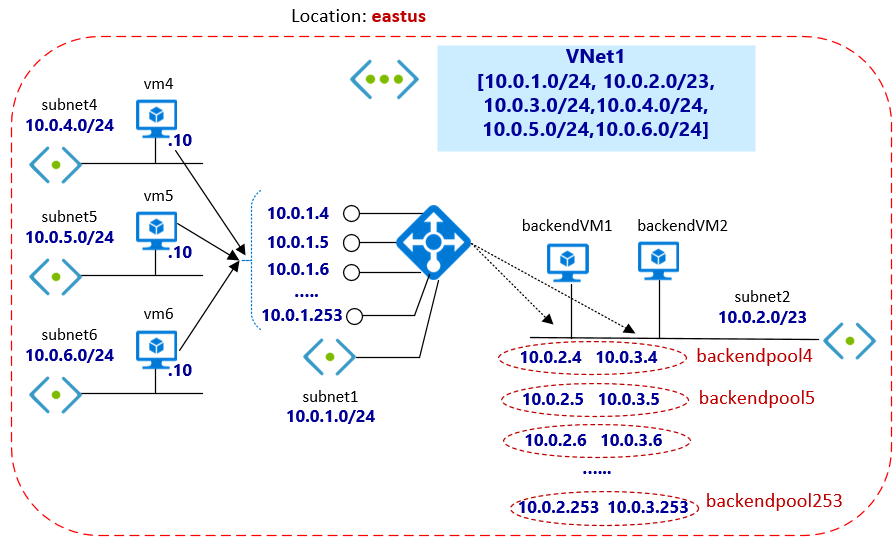 Location: eastus
VNet1
[10.0.1.0/24, 10.0.2.0/23,
10.0.3.0/24,10.0.4.0/24,
10.0.5.0/24,10.0.6.0/24]
vm4
subnet4
10.0.4.0/24
.10
vm5
subnet5
10.0.5.0/24
.10
vm6
subnet6
10.0.6.0/24
.10
10.0.1.4
10.0.1.5
10.0.1.6
.....
10.0.1.253
subnet1
10.0.1.0/24
backendVM1
backendVM2
subnet2
10.0.2.0/23
10.0.2.4 10.0.3.4 backendpool4
10.0.2.5 10.0.3.5 backendpool5
10.0.2.6 10.0.3.6
......
10.0.2.253 10.0.3.253 backendpool253